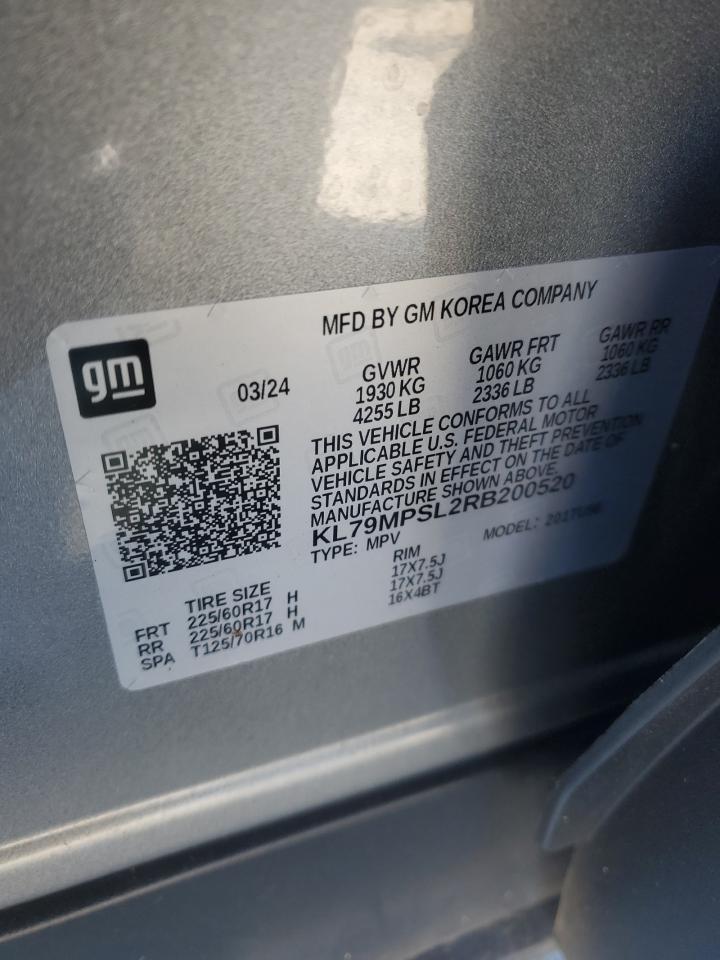 MFD BY GM KOREA COMPANY
gm
03/24
GVWR GAWR FRT GAWR RR
1930 KG 1060 KG 1060 KG
4255 LB 2336 LB 2336 LB
THIS VEHICLE CONFORMS TO ALL
APPLICABLE U.S. FEDERAL MOTOR
VEHICLE SAFETY AND THEFT PREVENTION
STANDARDS IN EFFECT ON THE DATE OF
MANUFACTURE SHOWN ABOVE.
KL79MPSL2RB200520
TYPE: MPV MODEL:
TIRE SIZE RIM
FRT 225/60R17 H 17X7.5J
RR 225/60R17 H 17X7.5J
SPA T125/70R16 M 16X4BT